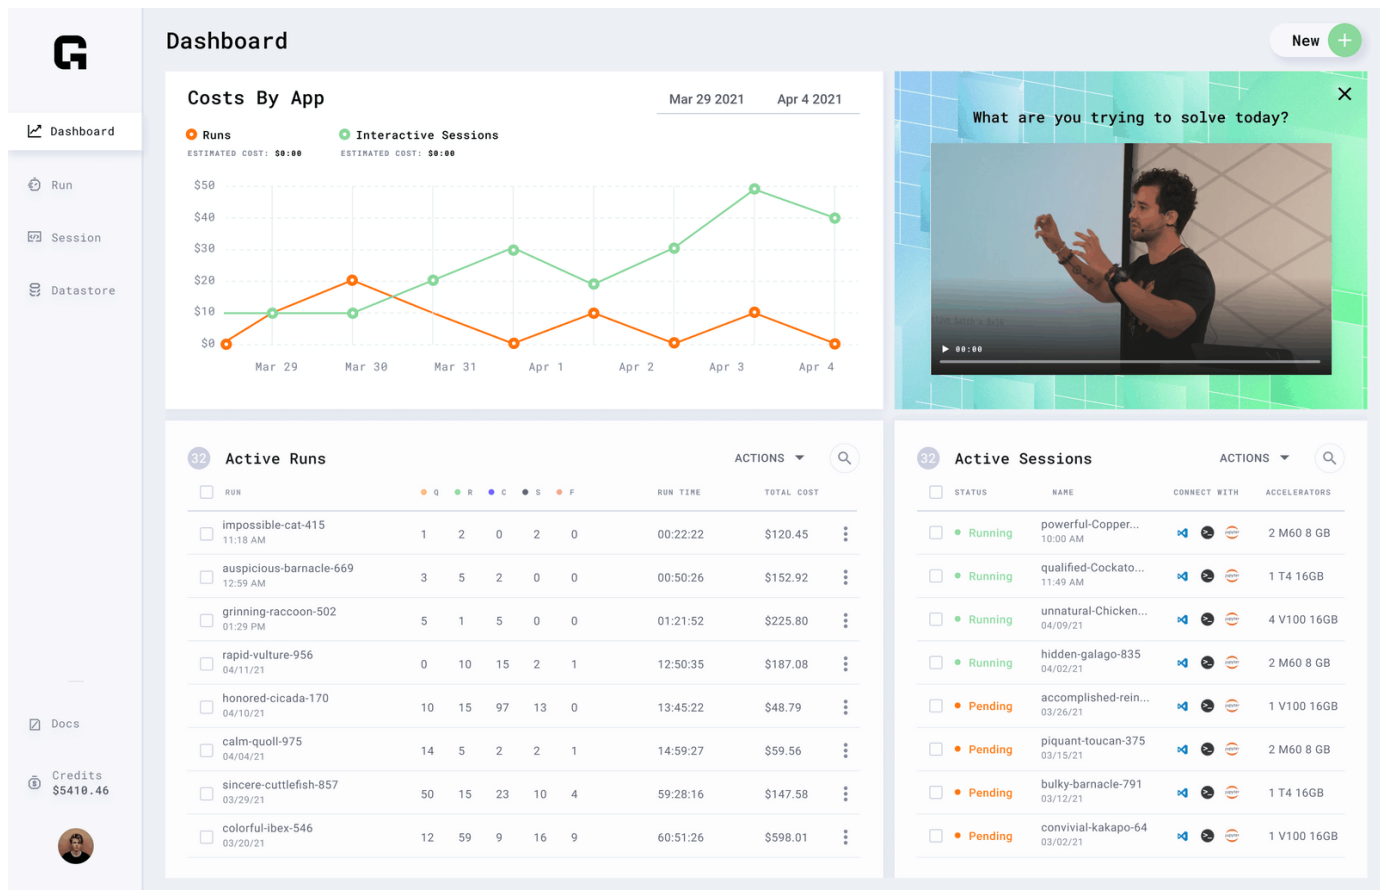 Dashboard
New
Dashboard
Run
Session
Datastore
Docs
Credits
$5410.46
Costs By App
Mar 29 2021 Apr 4 2021
Runs Interactive Sessions
ESTIMATED COST: $0:00 ESTIMATED COST: $0:00
$50
$40
$30
$20
$10
$0
Mar 29 Mar 30 Mar 31 Apr 1 Apr 2 Apr 3 Apr 4
What are you trying to solve today?
00:00
32 Active Runs ACTIONS
RUN Q R C S F RUN TIME TOTAL COST
impossible-cat-415 1 2 0 2 0 00:22:22 $120.45
11:18 AM
auspicious-barnacle-669 3 5 2 0 0 00:50:26 $152.92
12:59 AM
grinning-raccoon-502 5 1 5 0 0 01:21:52 $225.80
01:29 PM
rapid-vulture-956 0 10 15 2 1 12:50:35 $187.08
04/11/21
honored-cicada-170 10 15 97 13 0 13:45:22 $48.79
04/10/21
calm-quoll-975 14 5 2 2 1 14:59:27 $59.56
04/04/21
sincere-cuttlefish-857 50 15 23 10 4 59:28:16 $147.58
03/29/21
colorful-ibex-546 12 59 9 16 9 60:51:26 $598.01
03/20/21
32 Active Sessions ACTIONS
STATUS NAME CONNECT WITH ACCELERATORS
Running powerful-Copper... 2 M60 8 GB
10:00 AM
Running qualified-Cockato... 1 T4 16GB
11:49 AM
Running unnatural-Chicken... 4 V100 16GB
04/09/21
Running hidden-galago-835 2 M60 8 GB
04/02/21
Pending accomplished-rein... 1 V100 16GB
03/26/21
Pending piquant-toucan-375 2 M60 8 GB
03/15/21
Pending bulky-barnacle-791 1 T4 16GB
03/12/21
Pending convivial-kakapo-64 1 V100 16GB
03/02/21